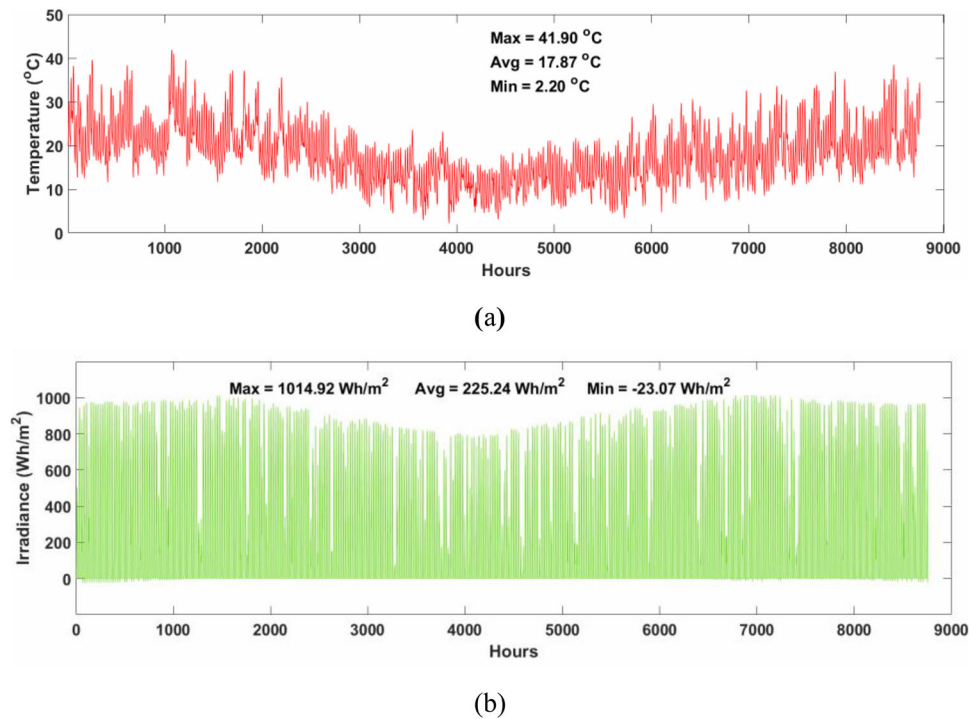 50
40
30
20
10
0
Temperature (°C)
Max = 41.90 °C
Avg = 17.87 °C
Min = 2.20 °C
1000 2000 3000 4000 5000 6000 7000 8000 9000
Hours
(a)
1000
800
600
400
200
0
Irradiance (Wh/m²)
Max = 1014.92 Wh/m² Avg = 225.24 Wh/m² Min = -23.07 Wh/m²
0 1000 2000 3000 4000 5000 6000 7000 8000 9000
Hours
(b)